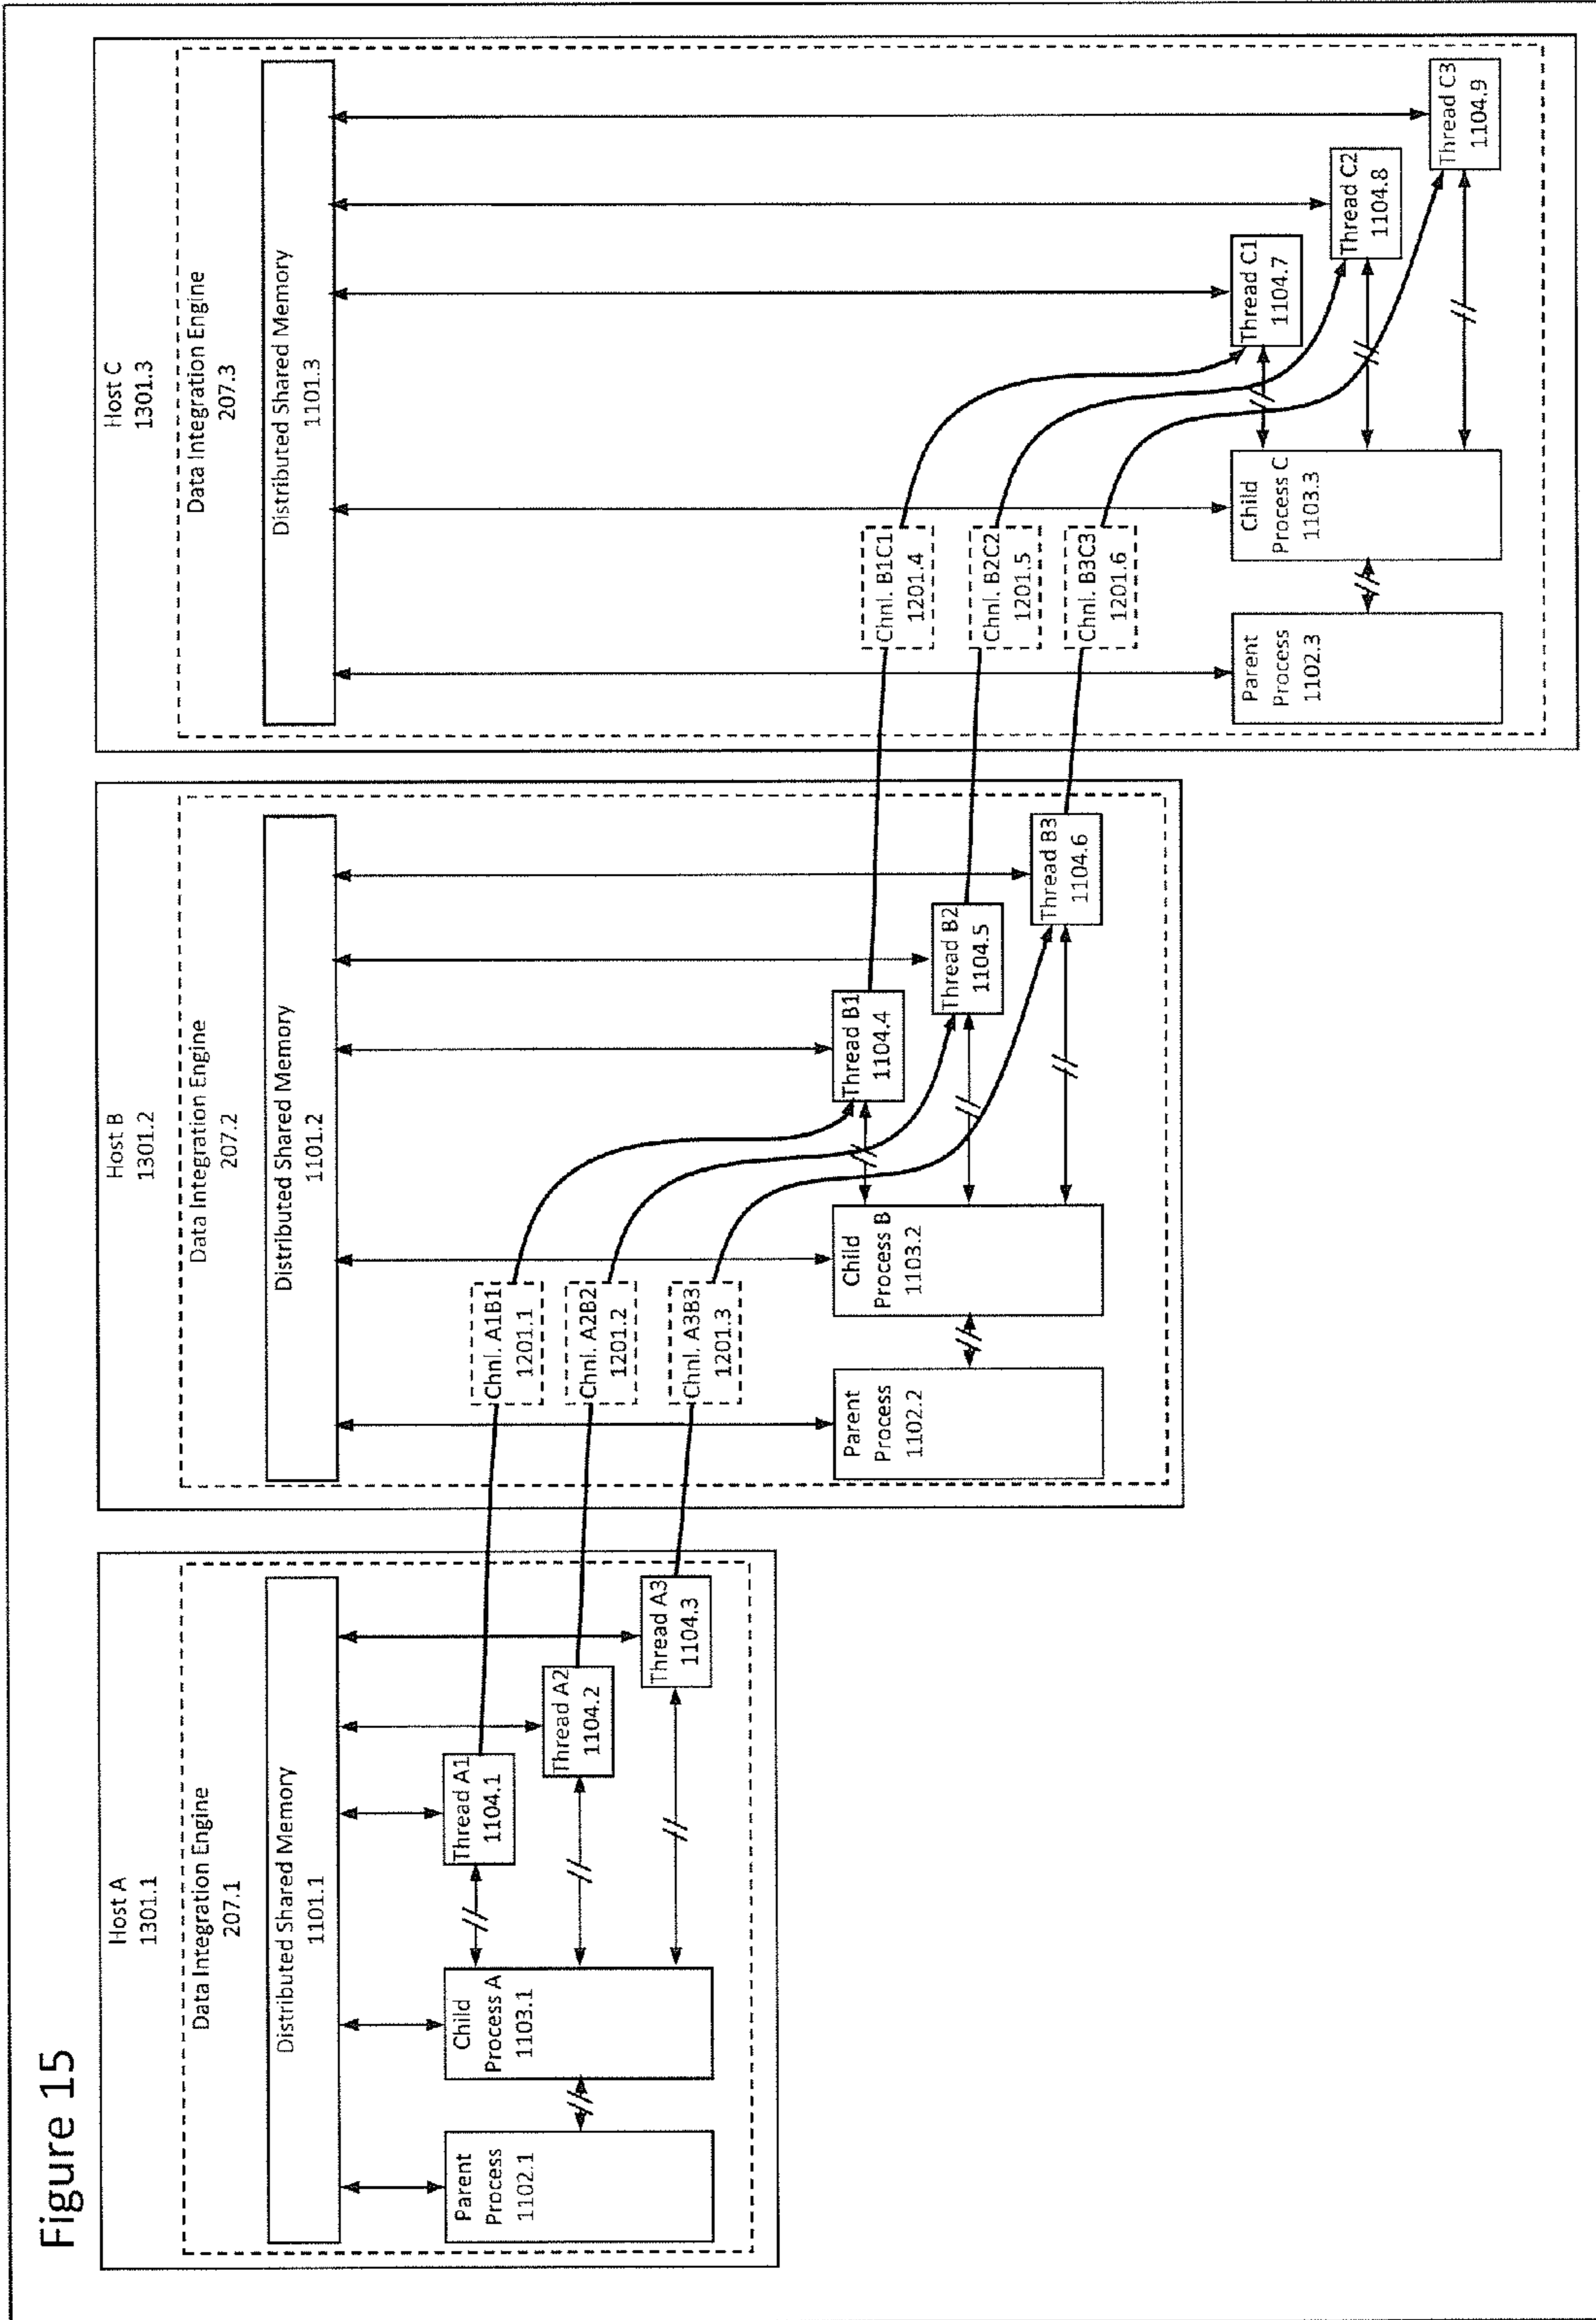 Figure 15
Host A
1301.1
Data Integration Engine
207.1
Distributed Shared Memory
1101.1
Parent
Process
1102.1
Child
Process A
1103.1
Thread A1
1104.1
Thread A2
1104.2
Thread A3
1104.3
Host B
1301.2
Data Integration Engine
207.2
Distributed Shared Memory
1101.2
Chnl. A1B1
1201.1
Chnl. A2B2
1201.2
Chnl. A3B3
1201.3
Parent
Process
1102.2
Child
Process B
1103.2
Thread B1
1104.4
Thread B2
1104.5
Thread B3
1104.6
Host C
1301.3
Data Integration Engine
207.3
Distributed Shared Memory
1101.3
Chnl. B1C1
1201.4
Chnl. B2C2
1201.5
Chnl. B3C3
1201.6
Parent
Process
1102.3
Child
Process C
1103.3
Thread C1
1104.7
Thread C2
1104.8
Thread C3
1104.9